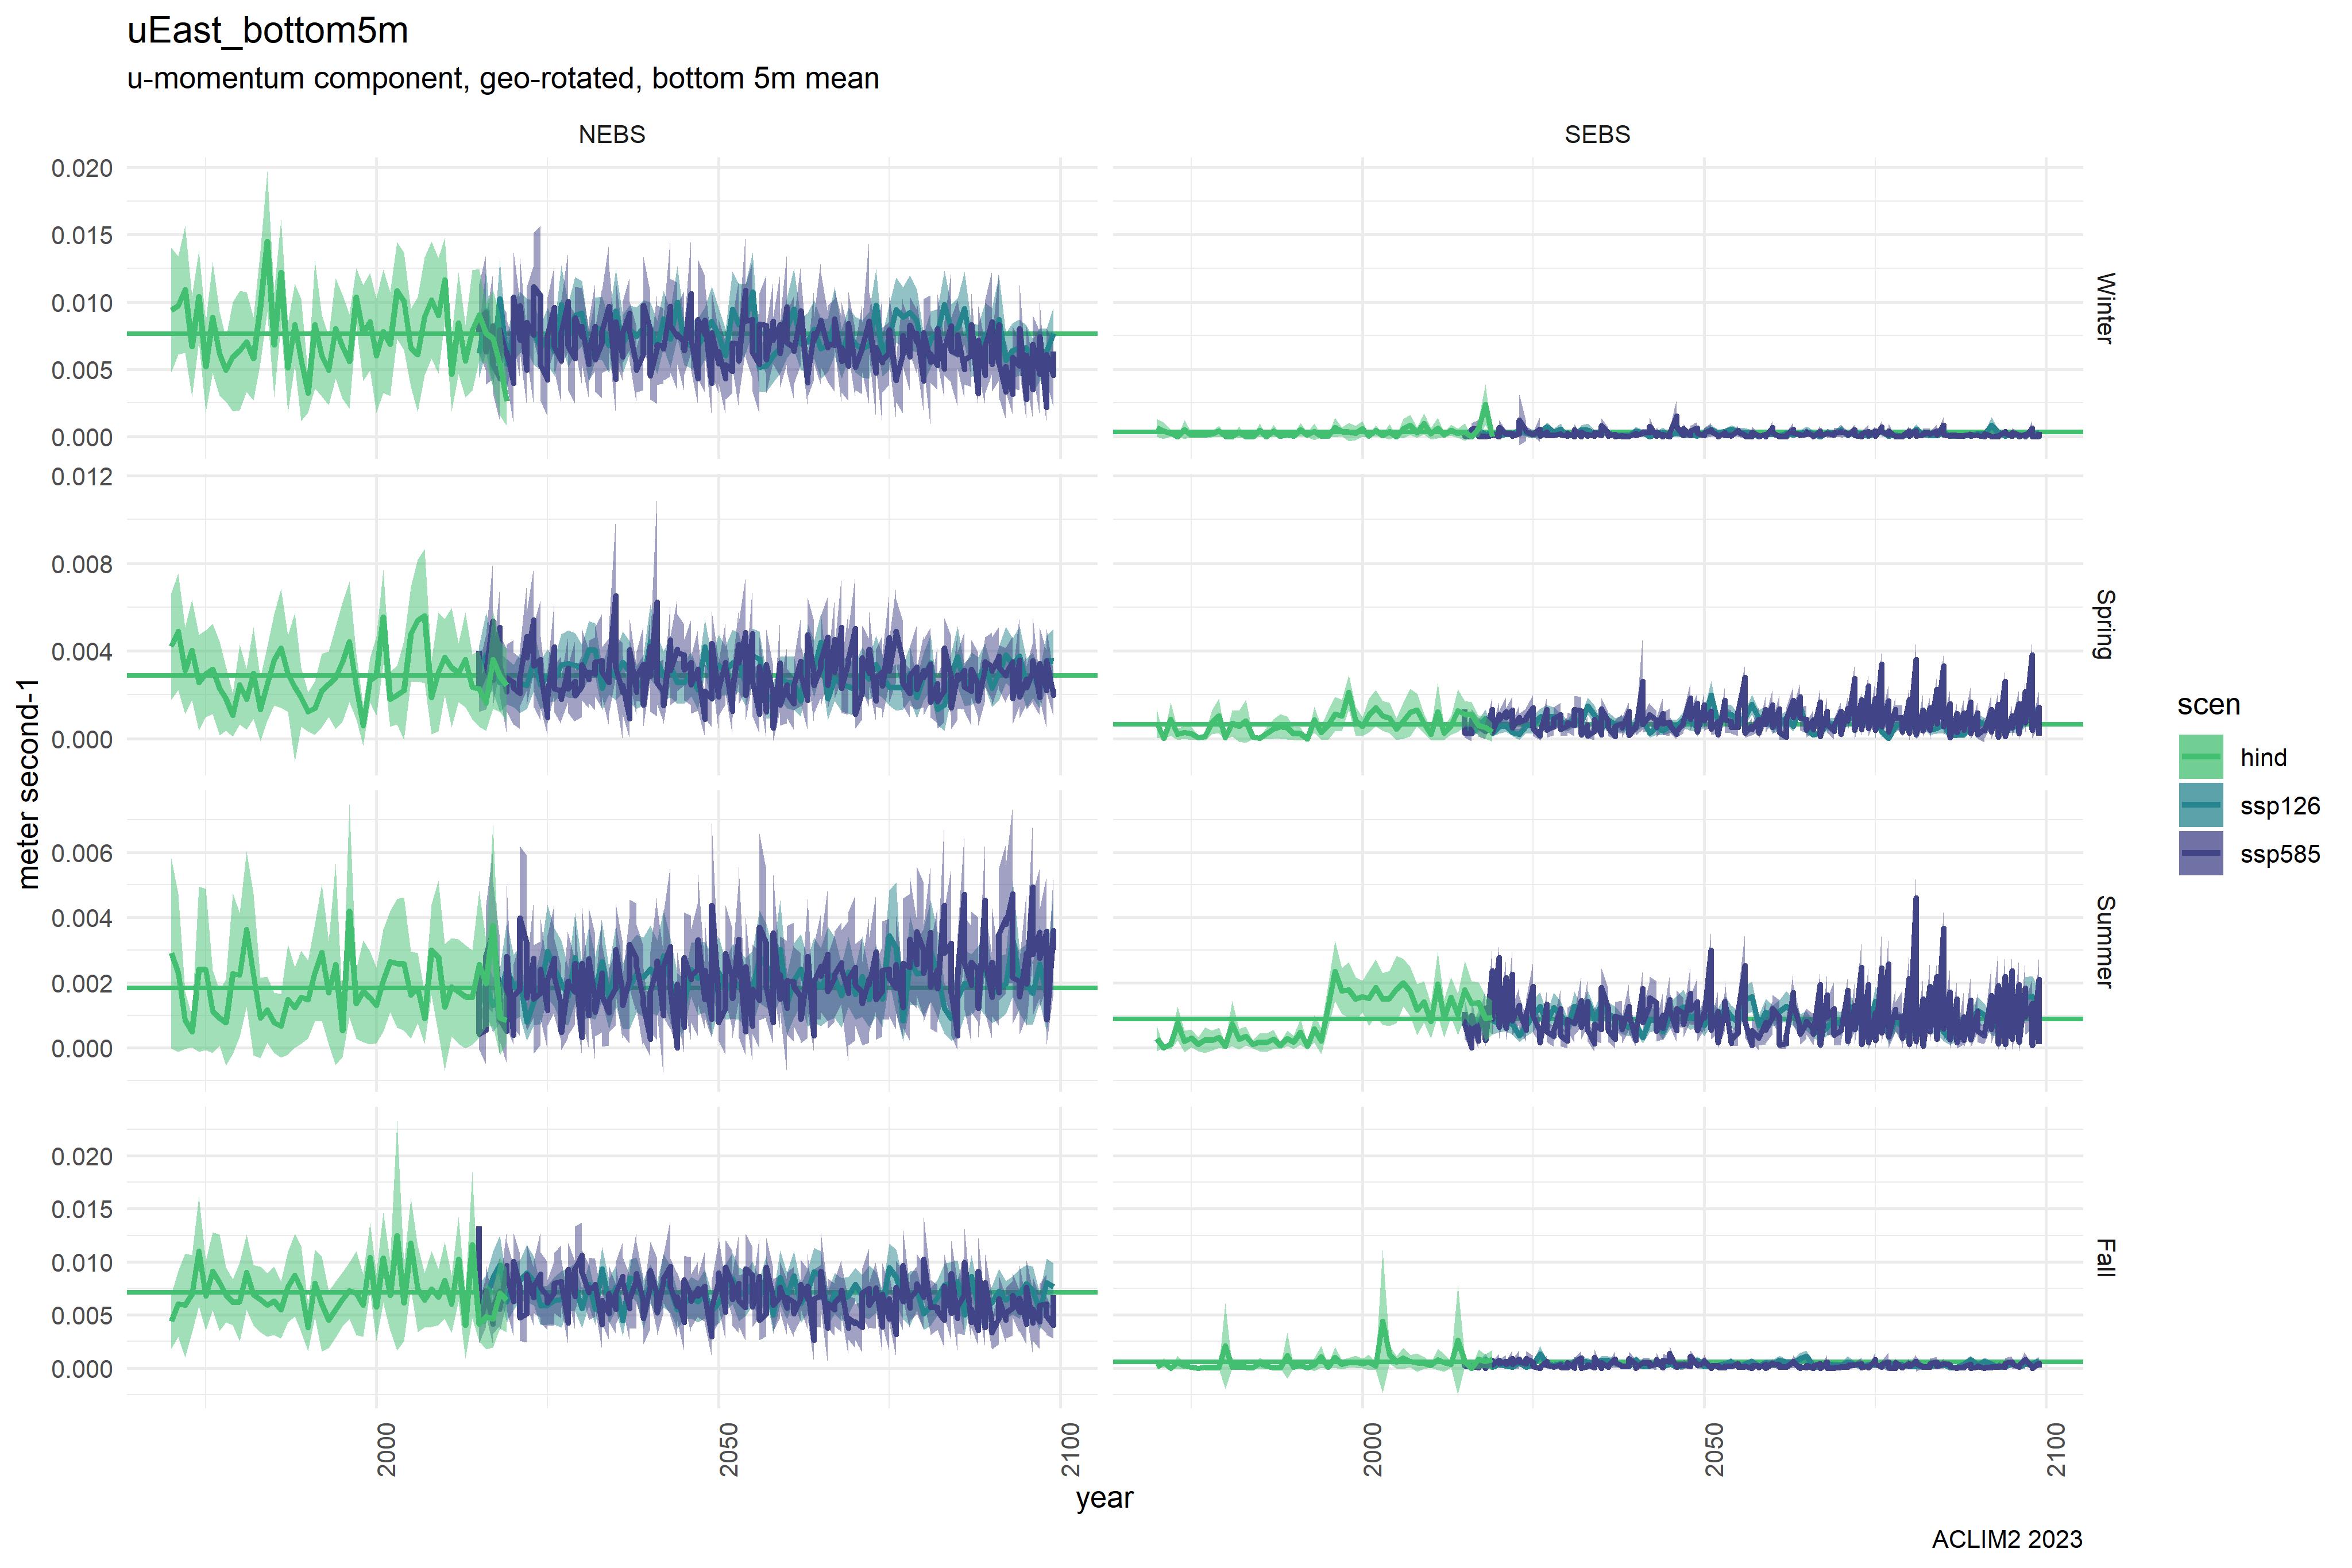 uEast_bottom5m
u-momentum component, geo-rotated, bottom 5m mean
NEBS
SEBS
0.020
0.015
0.010
0.005
0.000
Winter
0.012
0.008
0.004
0.000
Spring
0.006
0.004
0.002
0.000
Summer
0.020
0.015
0.010
0.005
0.000
Fall
meter second-1
2000
2050
2100
2000
2050
2100
year
scen
hind
ssp126
ssp585
ACLIM2 2023